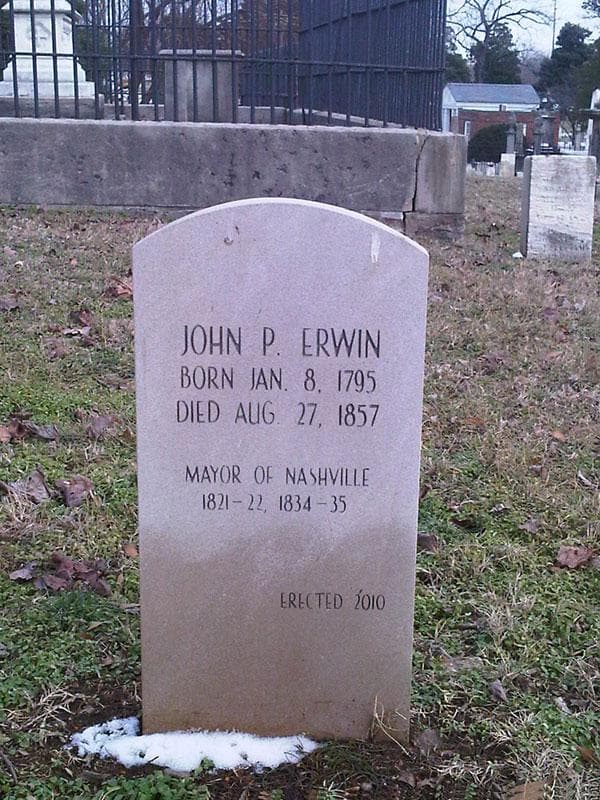 JOHN P. ERWIN
BORN JAN. 8, 1795
DIED AUG. 27, 1857
MAYOR OF NASHVILLE
1821-22, 1834-35
ERECTED 2010